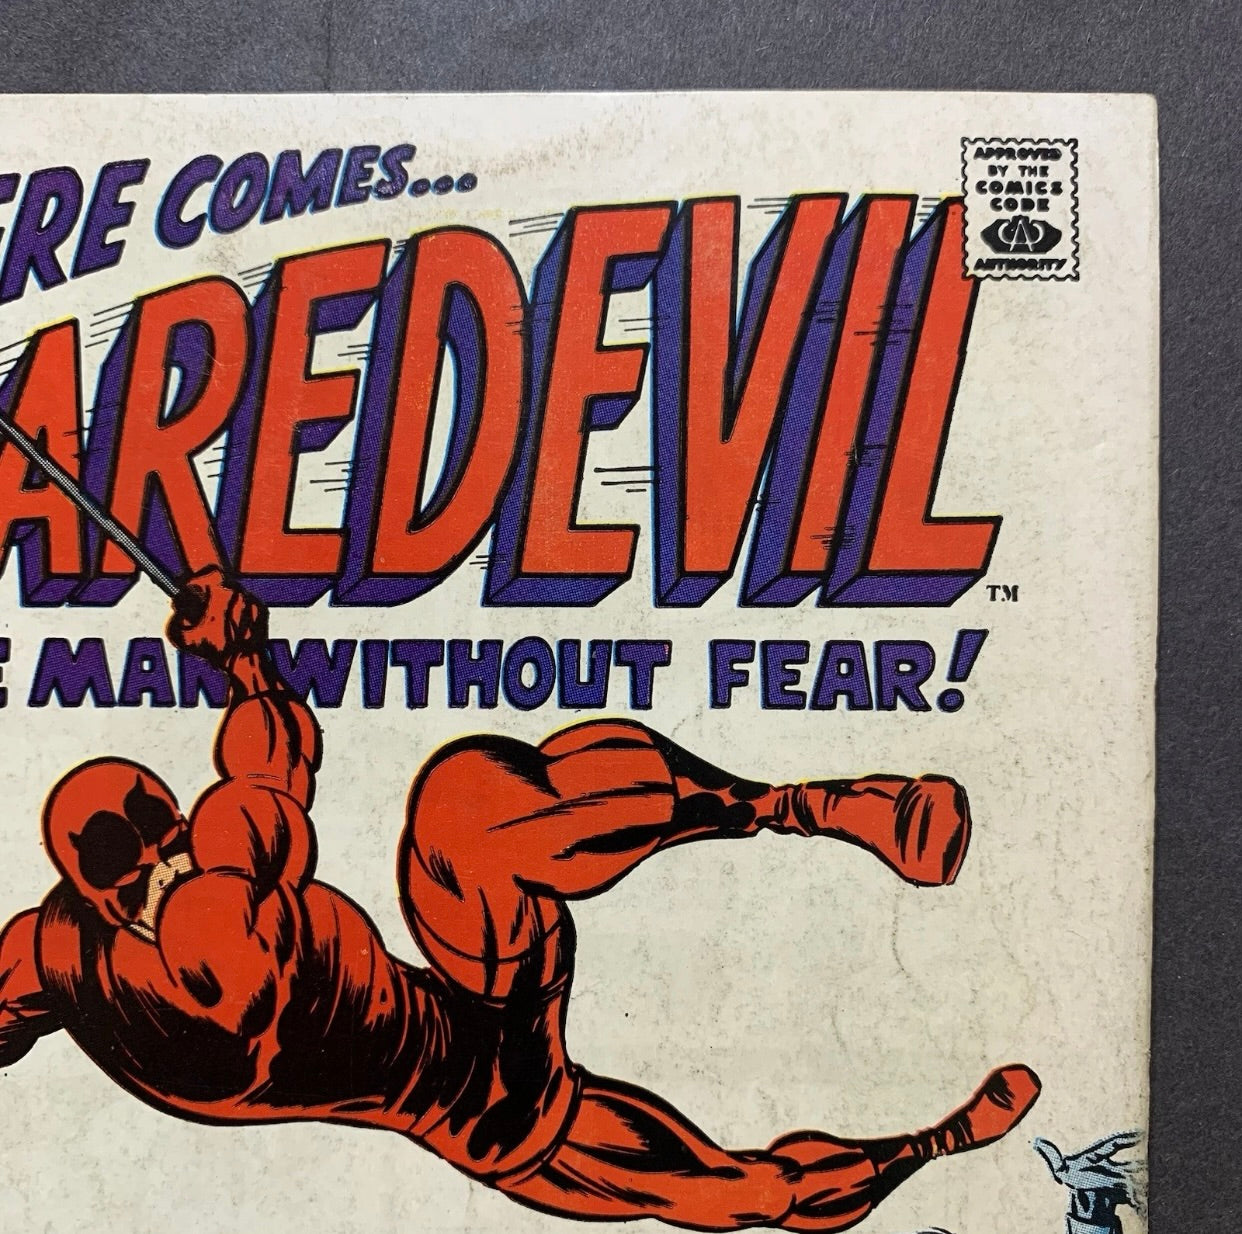 ERE COMES...
AREDEVIL
TM
E MAN WITHOUT FEAR!
APPROVED
BY THE
COMICS
CODE
A
AUTHORITY